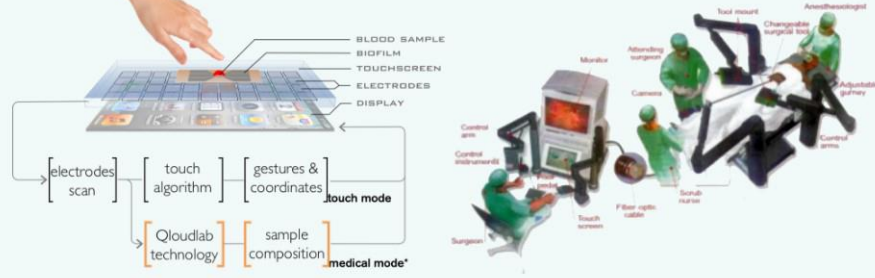 BLOOD SAMPLE
BIOFILM
TOUCHSCREEN
ELECTRODES
DISPLAY
electrodes
scan
touch
algorithm
gestures &
coordinates
touch mode
Qloudlab
technology
sample
composition
medical mode*
Tool mount
Anesthesiologist
Changeable
surgical tool
Attending
surgeon
Monitor
Camera
Adjustable
gurney
Control
arm
Control
instruments
Control
arms
Foot
pedal
Scrub
nurse
Touch
screen
Fiber-optic
cable
Surgeon